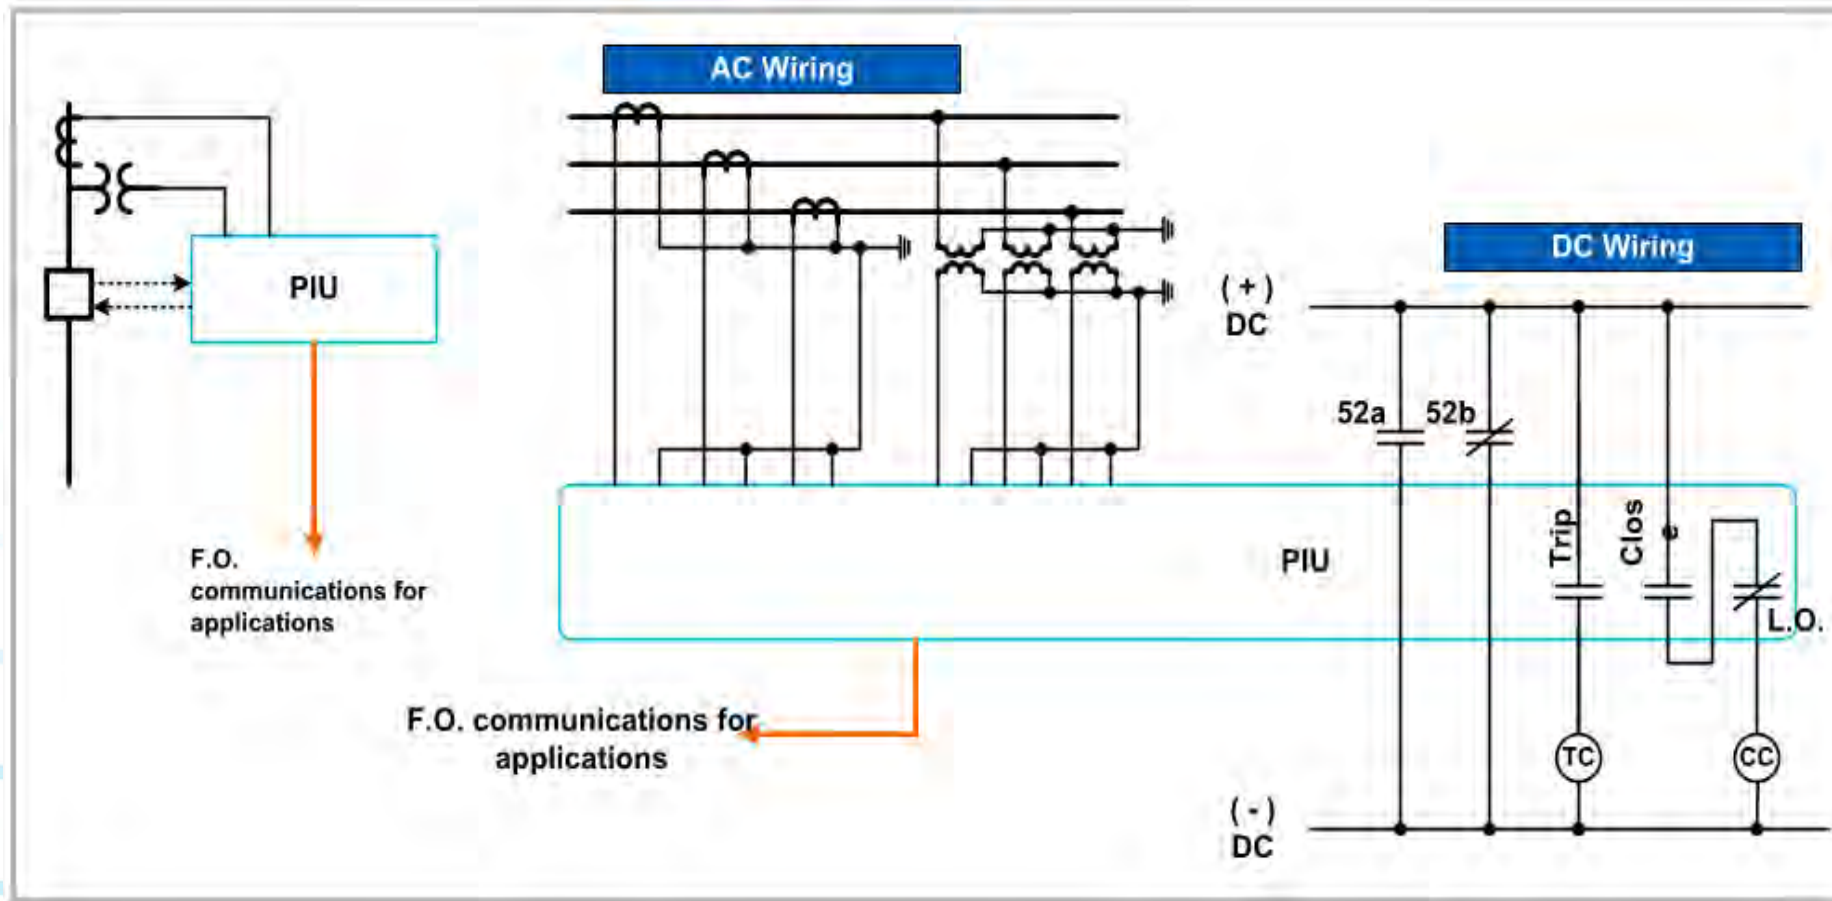 AC Wiring
DC Wiring
PIU
( + )
DC
52a
52b
Trip
Clos
e
PIU
L.O.
F.O.
communications for
applications
F.O. communications for
applications
TC
CC
( - )
DC